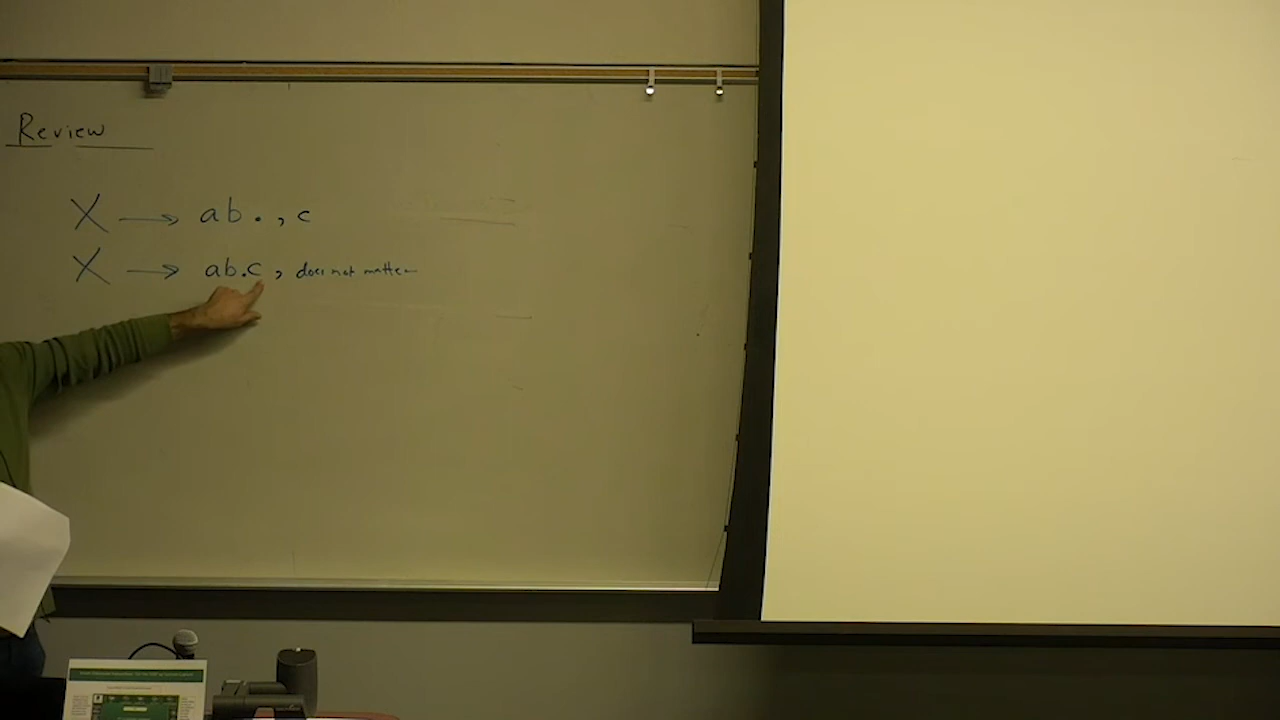 Review
X → ab. , c
X → ab.c , does not matter